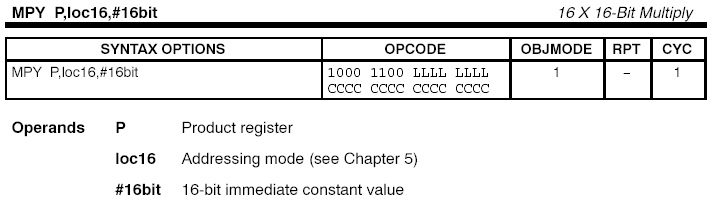 MPY P,loc16,#16bit 16 X 16-Bit Multiply
SYNTAX OPTIONS OPCODE OBJMODE RPT CYC
MPY P,loc16,#16bit 1000 1100 LLLL LLLL 1 – 1
CCCC CCCC CCCC CCCC
Operands P Product register
loc16 Addressing mode (see Chapter 5)
#16bit 16-bit immediate constant value